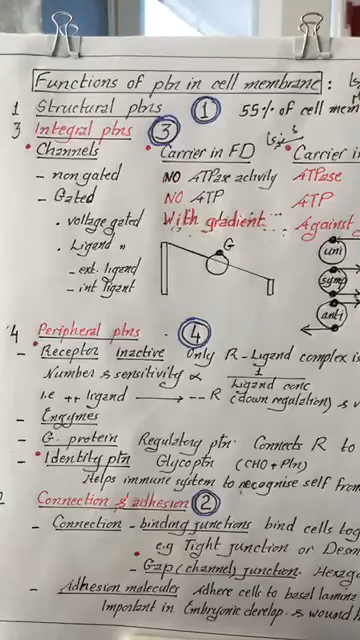 Functions of ptn in cell membrane :
1 Structural ptns 1 55% of cell mem
3 Integral ptns 3
Channels Carrier in FD Carrier in
- non gated NO ATPase activity ATPase
- Gated NO ATP ATP
. voltage gated With gradient Against
. Ligand "
- ext. ligand
- int ligant
G
uni
symp
anti
4 Peripheral ptns 4
- Receptor Inactive Only R-Ligand complex is
Number & sensitivity ∝ 1 / Ligand conc
i.e ++ ligand → -- R (down regulation) &
- Enzymes
- G. protein Regulatory ptn. Connects R to
- Identity ptn Glycoptn (CHO + Ptn)
Helps immune system to recognise self from
Connection & adhesion 2
- Connection - binding junctions bind cells tog
e.g Tight junction or Desm
- Gap (channel) junction. Hexag
- Adhesion molecules Adhere cells to basal lamina
Important in Embryonic develop. & wound h